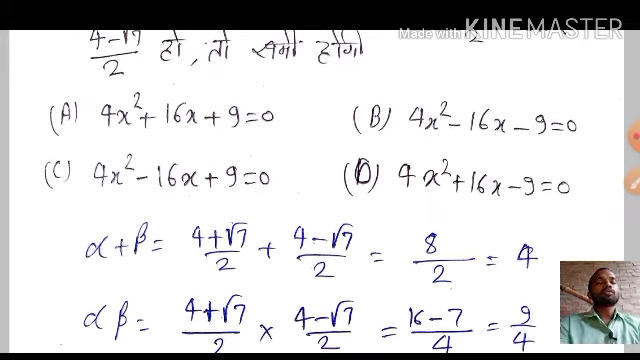 Made with KINEMASTER
2
4-√7/2 हो, तो समी० होगा
(A) 4x²+16x+9=0
(B) 4x²-16x-9=0
(C) 4x²-16x+9=0
(D) 4x²+16x-9=0
α+β= 4+√7/2 + 4-√7/2 = 8/2 = 4
αβ= 4+√7/2 × 4-√7/2 = 16-7/4 = 9/4